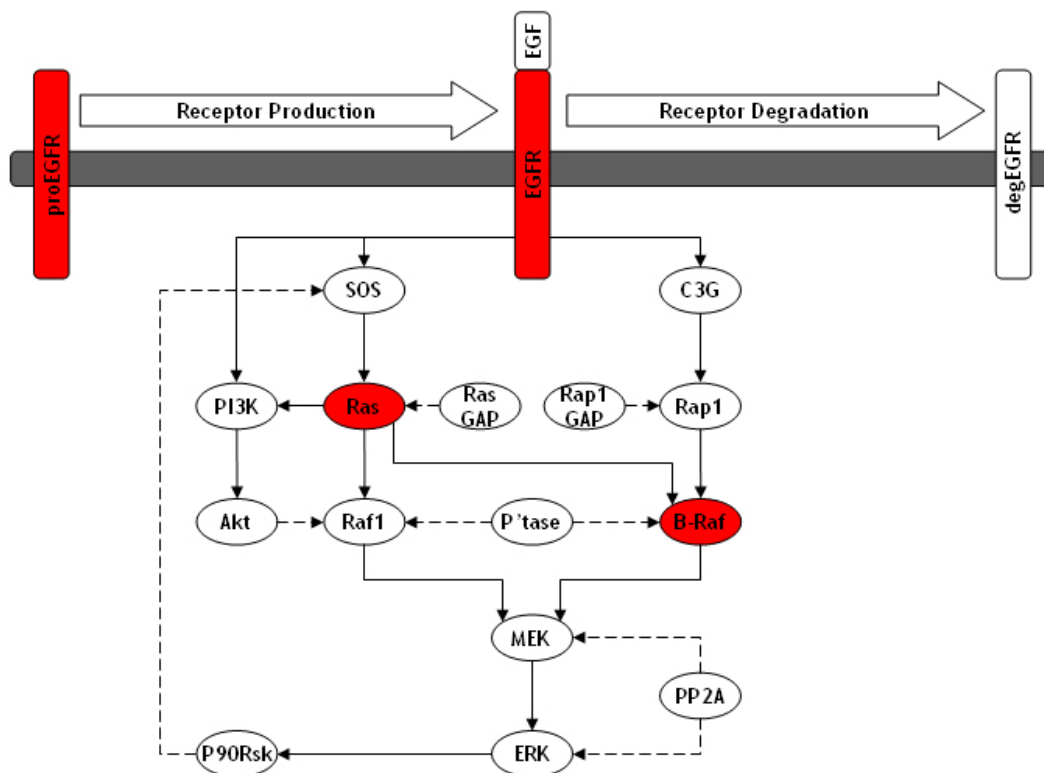 EGF
Receptor Production
Receptor Degradation
proEGFR
EGFR
degEGFR
SOS
C3G
PI3K
Ras
Ras
GAP
Rap1
GAP
Rap1
Akt
Raf1
P'tase
B-Raf
MEK
PP2A
P90Rsk
ERK